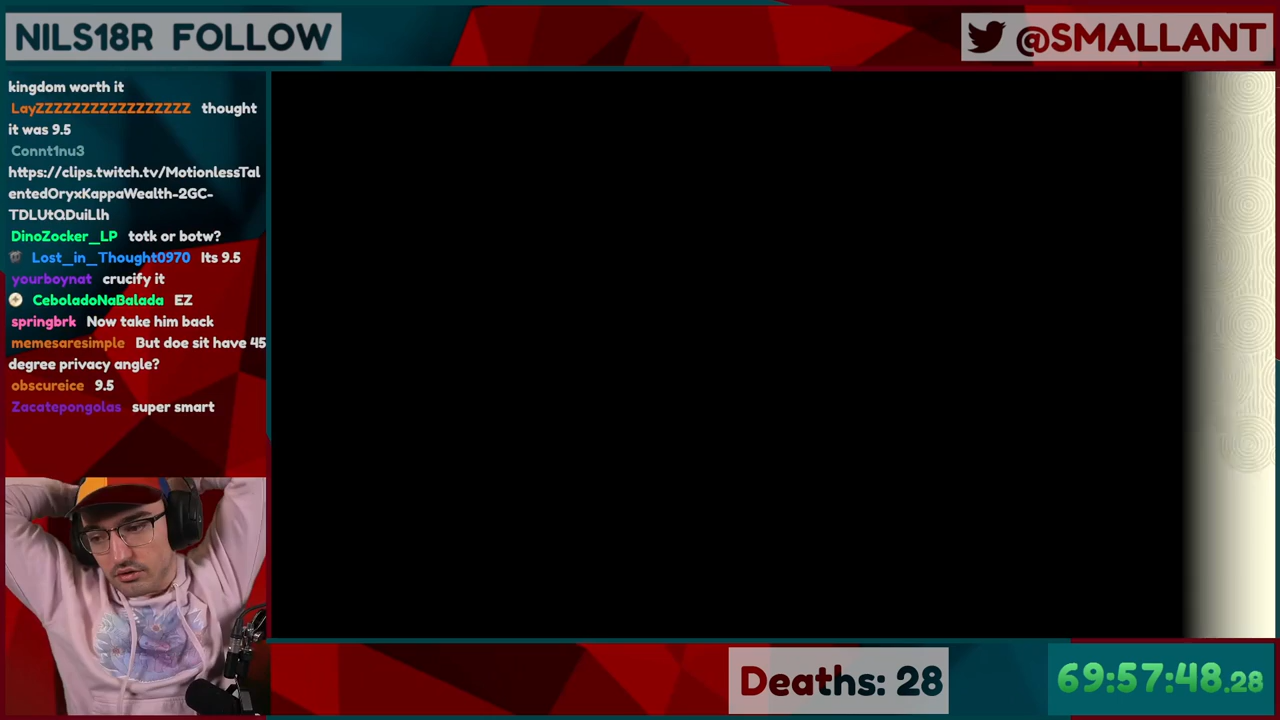 NILS18R FOLLOW
@SMALLANT
kingdom worth it
LayZZZZZZZZZZZZZZZZZ thought
it was 9.5
Connt1nu3
https://clips.twitch.tv/MotionlessTal
entedOryxKappaWealth-2GC-
TDLUtQDuiLlh
DinoZocker_LP totk or botw?
Lost_in_Thought0970 Its 9.5
yourboynat crucify it
CeboladoNaBalada EZ
springbrk Now take him back
memesaresimple But doe sit have 45
degree privacy angle?
obscureice 9.5
Zacatepongolas super smart
Deaths: 28
69:57:48.28